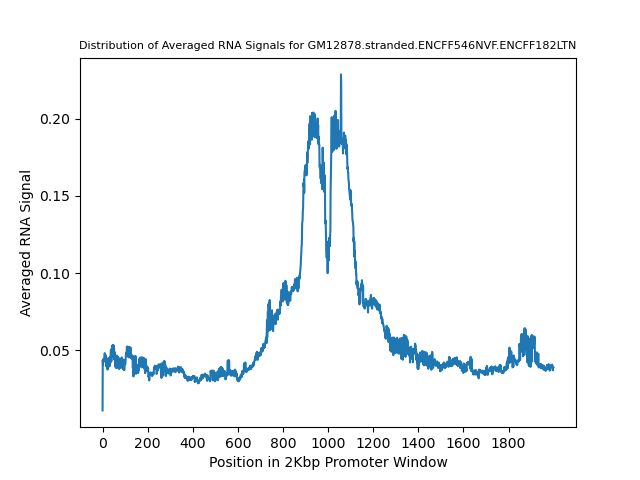 Distribution of Averaged RNA Signals for GM12878.stranded.ENCFF546NVF.ENCFF182LTN
Averaged RNA Signal
0.20
0.15
0.10
0.05
0 200 400 600 800 1000 1200 1400 1600 1800
Position in 2Kbp Promoter Window